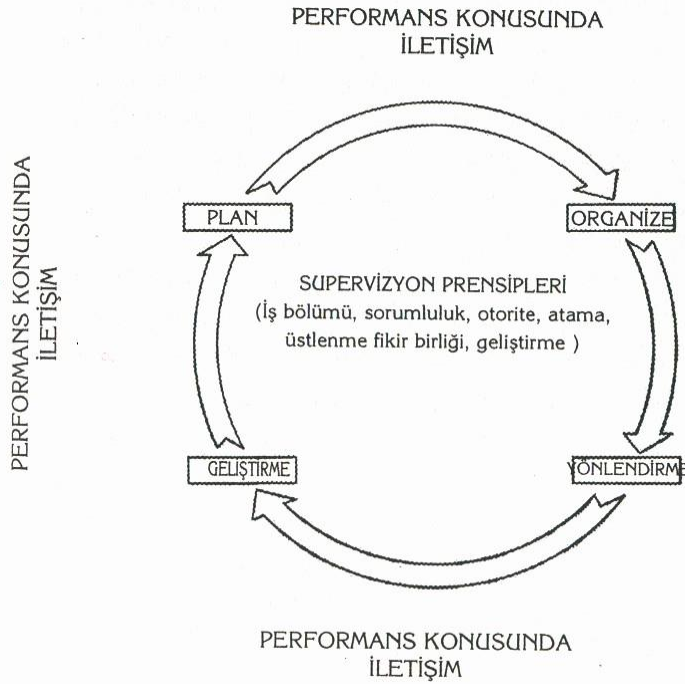 PERFORMANS KONUSUNDA
İLETİŞİM
PERFORMANS KONUSUNDA
İLETİŞİM
PLAN
ORGANİZE
SUPERVİZYON PRENSİPLERİ
(İş bölümü, sorumluluk, otorite, atama,
üstlenme fikir birliği, geliştirme )
GELİŞTİRME
YÖNLENDİRME
PERFORMANS KONUSUNDA
İLETİŞİM